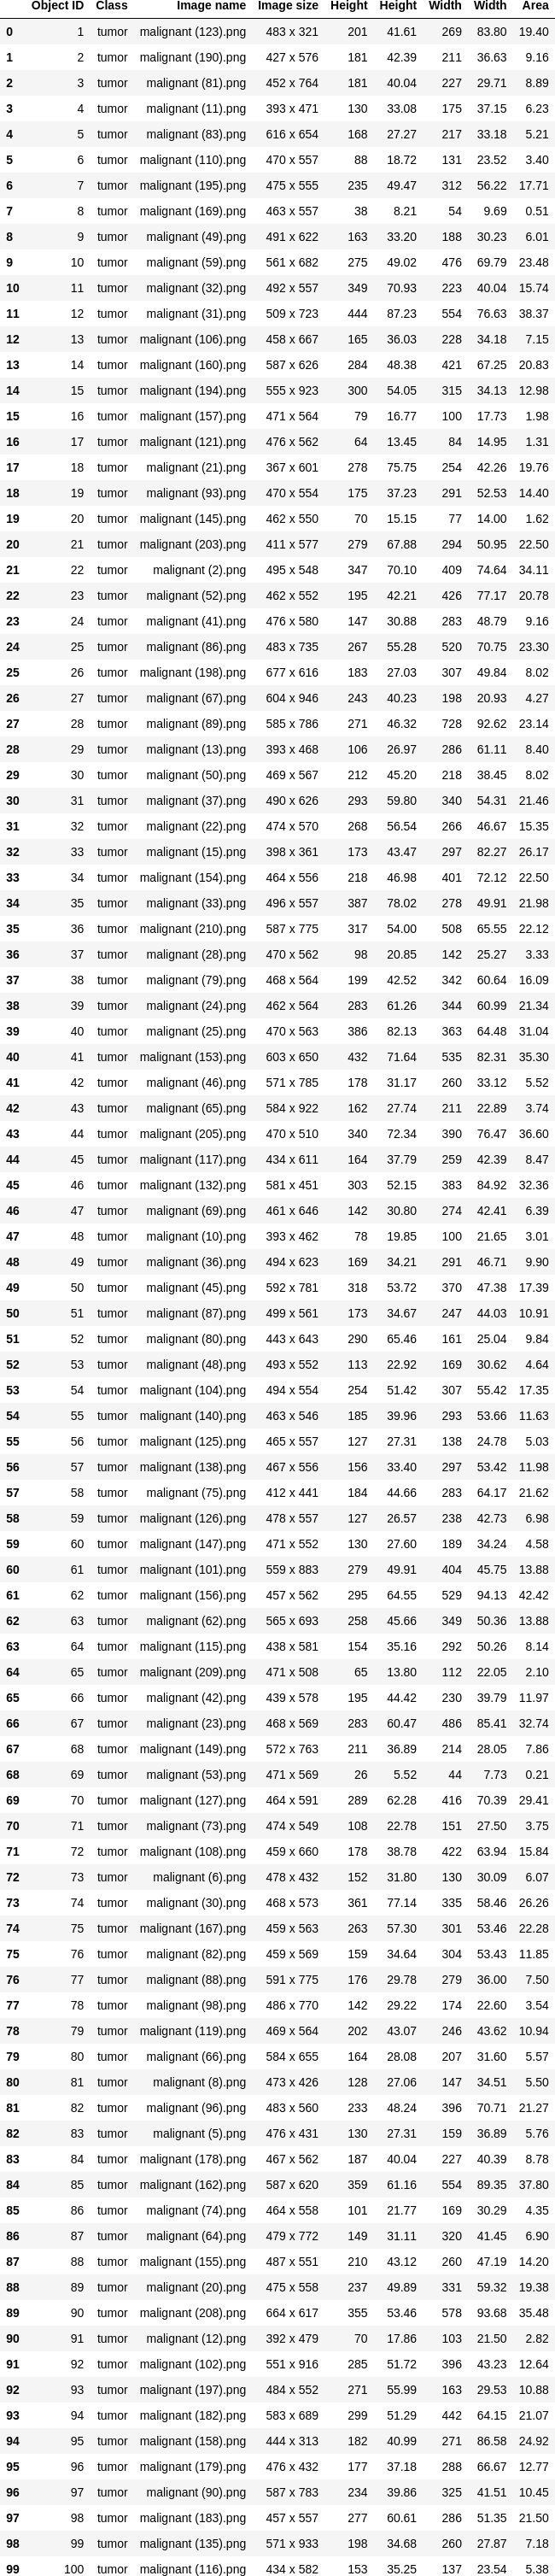 Object ID Class Image name Image size Height Height Width Width Area
0 1 tumor malignant (123).png 483 x 321 201 41.61 269 83.80 19.40
1 2 tumor malignant (190).png 427 x 576 181 42.39 211 36.63 9.16
2 3 tumor malignant (81).png 452 x 764 181 40.04 227 29.71 8.89
3 4 tumor malignant (11).png 393 x 471 130 33.08 175 37.15 6.23
4 5 tumor malignant (83).png 616 x 654 168 27.27 217 33.18 5.21
5 6 tumor malignant (110).png 470 x 557 88 18.72 131 23.52 3.40
6 7 tumor malignant (195).png 475 x 555 235 49.47 312 56.22 17.71
7 8 tumor malignant (169).png 463 x 557 38 8.21 54 9.69 0.51
8 9 tumor malignant (49).png 491 x 622 163 33.20 188 30.23 6.01
9 10 tumor malignant (59).png 561 x 682 275 49.02 476 69.79 23.48
10 11 tumor malignant (32).png 492 x 557 349 70.93 223 40.04 15.74
11 12 tumor malignant (31).png 509 x 723 444 87.23 554 76.63 38.37
12 13 tumor malignant (106).png 458 x 667 165 36.03 228 34.18 7.15
13 14 tumor malignant (160).png 587 x 626 284 48.38 421 67.25 20.83
14 15 tumor malignant (194).png 555 x 923 300 54.05 315 34.13 12.98
15 16 tumor malignant (157).png 471 x 564 79 16.77 100 17.73 1.98
16 17 tumor malignant (121).png 476 x 562 64 13.45 84 14.95 1.31
17 18 tumor malignant (21).png 367 x 601 278 75.75 254 42.26 19.76
18 19 tumor malignant (93).png 470 x 554 175 37.23 291 52.53 14.40
19 20 tumor malignant (145).png 462 x 550 70 15.15 77 14.00 1.62
20 21 tumor malignant (203).png 411 x 577 279 67.88 294 50.95 22.50
21 22 tumor malignant (2).png 495 x 548 347 70.10 409 74.64 34.11
22 23 tumor malignant (52).png 462 x 552 195 42.21 426 77.17 20.78
23 24 tumor malignant (41).png 476 x 580 147 30.88 283 48.79 9.16
24 25 tumor malignant (86).png 483 x 735 267 55.28 520 70.75 23.30
25 26 tumor malignant (198).png 677 x 616 183 27.03 307 49.84 8.02
26 27 tumor malignant (67).png 604 x 946 243 40.23 198 20.93 4.27
27 28 tumor malignant (89).png 585 x 786 271 46.32 728 92.62 23.14
28 29 tumor malignant (13).png 393 x 468 106 26.97 286 61.11 8.40
29 30 tumor malignant (50).png 469 x 567 212 45.20 218 38.45 8.02
30 31 tumor malignant (37).png 490 x 626 293 59.80 340 54.31 21.46
31 32 tumor malignant (22).png 474 x 570 268 56.54 266 46.67 15.35
32 33 tumor malignant (15).png 398 x 361 173 43.47 297 82.27 26.17
33 34 tumor malignant (154).png 464 x 556 218 46.98 401 72.12 22.50
34 35 tumor malignant (33).png 496 x 557 387 78.02 278 49.91 21.98
35 36 tumor malignant (210).png 587 x 775 317 54.00 508 65.55 22.12
36 37 tumor malignant (28).png 470 x 562 98 20.85 142 25.27 3.33
37 38 tumor malignant (79).png 468 x 564 199 42.52 342 60.64 16.09
38 39 tumor malignant (24).png 462 x 564 283 61.26 344 60.99 21.34
39 40 tumor malignant (25).png 470 x 563 386 82.13 363 64.48 31.04
40 41 tumor malignant (153).png 603 x 650 432 71.64 535 82.31 35.30
41 42 tumor malignant (46).png 571 x 785 178 31.17 260 33.12 5.52
42 43 tumor malignant (65).png 584 x 922 162 27.74 211 22.89 3.74
43 44 tumor malignant (205).png 470 x 510 340 72.34 390 76.47 36.60
44 45 tumor malignant (117).png 434 x 611 164 37.79 259 42.39 8.47
45 46 tumor malignant (132).png 581 x 451 303 52.15 383 84.92 32.36
46 47 tumor malignant (69).png 461 x 646 142 30.80 274 42.41 6.39
47 48 tumor malignant (10).png 393 x 462 78 19.85 100 21.65 3.01
48 49 tumor malignant (36).png 494 x 623 169 34.21 291 46.71 9.90
49 50 tumor malignant (45).png 592 x 781 318 53.72 370 47.38 17.39
50 51 tumor malignant (87).png 499 x 561 173 34.67 247 44.03 10.91
51 52 tumor malignant (80).png 443 x 643 290 65.46 161 25.04 9.84
52 53 tumor malignant (48).png 493 x 552 113 22.92 169 30.62 4.64
53 54 tumor malignant (104).png 494 x 554 254 51.42 307 55.42 17.35
54 55 tumor malignant (140).png 463 x 546 185 39.96 293 53.66 11.63
55 56 tumor malignant (125).png 465 x 557 127 27.31 138 24.78 5.03
56 57 tumor malignant (138).png 467 x 556 156 33.40 297 53.42 11.98
57 58 tumor malignant (75).png 412 x 441 184 44.66 283 64.17 21.62
58 59 tumor malignant (126).png 478 x 557 127 26.57 238 42.73 6.98
59 60 tumor malignant (147).png 471 x 552 130 27.60 189 34.24 4.58
60 61 tumor malignant (101).png 559 x 883 279 49.91 404 45.75 13.88
61 62 tumor malignant (156).png 457 x 562 295 64.55 529 94.13 42.42
62 63 tumor malignant (62).png 565 x 693 258 45.66 349 50.36 13.88
63 64 tumor malignant (115).png 438 x 581 154 35.16 292 50.26 8.14
64 65 tumor malignant (209).png 471 x 508 65 13.80 112 22.05 2.10
65 66 tumor malignant (42).png 439 x 578 195 44.42 230 39.79 11.97
66 67 tumor malignant (23).png 468 x 569 283 60.47 486 85.41 32.74
67 68 tumor malignant (149).png 572 x 763 211 36.89 214 28.05 7.86
68 69 tumor malignant (53).png 471 x 569 26 5.52 44 7.73 0.21
69 70 tumor malignant (127).png 464 x 591 289 62.28 416 70.39 29.41
70 71 tumor malignant (73).png 474 x 549 108 22.78 151 27.50 3.75
71 72 tumor malignant (108).png 459 x 660 178 38.78 422 63.94 15.84
72 73 tumor malignant (6).png 478 x 432 152 31.80 130 30.09 6.07
73 74 tumor malignant (30).png 468 x 573 361 77.14 335 58.46 26.26
74 75 tumor malignant (167).png 459 x 563 263 57.30 301 53.46 22.28
75 76 tumor malignant (82).png 459 x 569 159 34.64 304 53.43 11.85
76 77 tumor malignant (88).png 591 x 775 176 29.78 279 36.00 7.50
77 78 tumor malignant (98).png 486 x 770 142 29.22 174 22.60 3.54
78 79 tumor malignant (119).png 469 x 564 202 43.07 246 43.62 10.94
79 80 tumor malignant (66).png 584 x 655 164 28.08 207 31.60 5.57
80 81 tumor malignant (8).png 473 x 426 128 27.06 147 34.51 5.50
81 82 tumor malignant (96).png 483 x 560 233 48.24 396 70.71 21.27
82 83 tumor malignant (5).png 476 x 431 130 27.31 159 36.89 5.76
83 84 tumor malignant (178).png 467 x 562 187 40.04 227 40.39 8.78
84 85 tumor malignant (162).png 587 x 620 359 61.16 554 89.35 37.80
85 86 tumor malignant (74).png 464 x 558 101 21.77 169 30.29 4.35
86 87 tumor malignant (64).png 479 x 772 149 31.11 320 41.45 6.90
87 88 tumor malignant (155).png 487 x 551 210 43.12 260 47.19 14.20
88 89 tumor malignant (20).png 475 x 558 237 49.89 331 59.32 19.38
89 90 tumor malignant (208).png 664 x 617 355 53.46 578 93.68 35.48
90 91 tumor malignant (12).png 392 x 479 70 17.86 103 21.50 2.82
91 92 tumor malignant (102).png 551 x 916 285 51.72 396 43.23 12.64
92 93 tumor malignant (197).png 484 x 552 271 55.99 163 29.53 10.88
93 94 tumor malignant (182).png 583 x 689 299 51.29 442 64.15 21.07
94 95 tumor malignant (158).png 444 x 313 182 40.99 271 86.58 24.92
95 96 tumor malignant (179).png 476 x 432 177 37.18 288 66.67 12.77
96 97 tumor malignant (90).png 587 x 783 234 39.86 325 41.51 10.45
97 98 tumor malignant (183).png 457 x 557 277 60.61 286 51.35 21.50
98 99 tumor malignant (135).png 571 x 933 198 34.68 260 27.87 7.18
99 100 tumor malignant (116).png 434 x 582 153 35.25 137 23.54 5.38